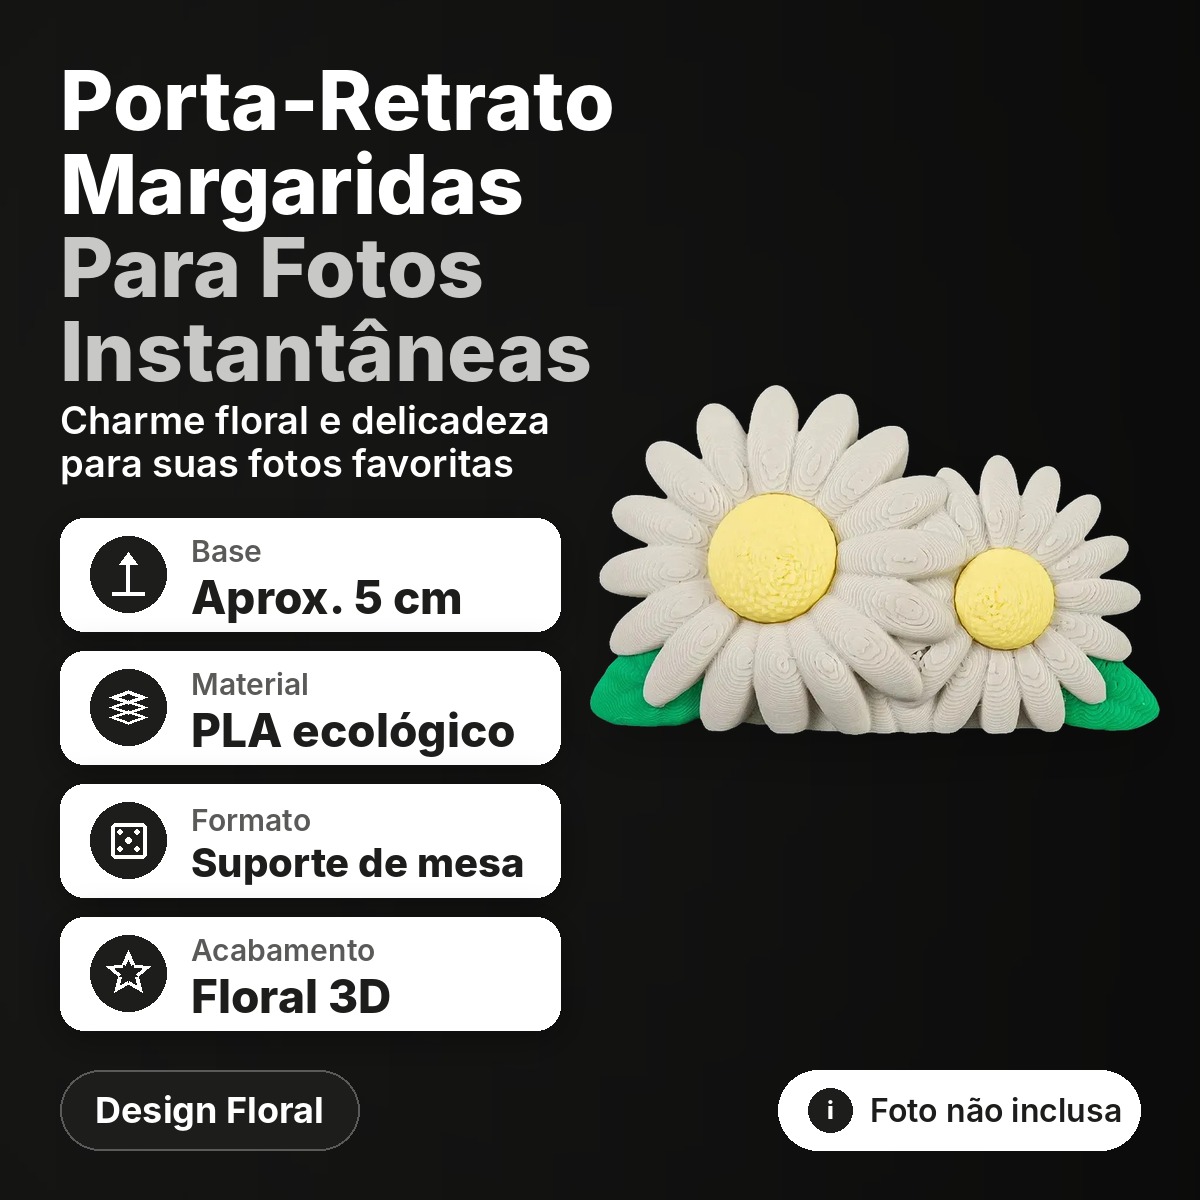 Porta-Retrato
Margaridas
Para Fotos
Instantâneas
Charme floral e delicadeza
para suas fotos favoritas
Base
Aprox. 5 cm
Material
PLA ecológico
Formato
Suporte de mesa
Acabamento
Floral 3D
Design Floral
i Foto não inclusa